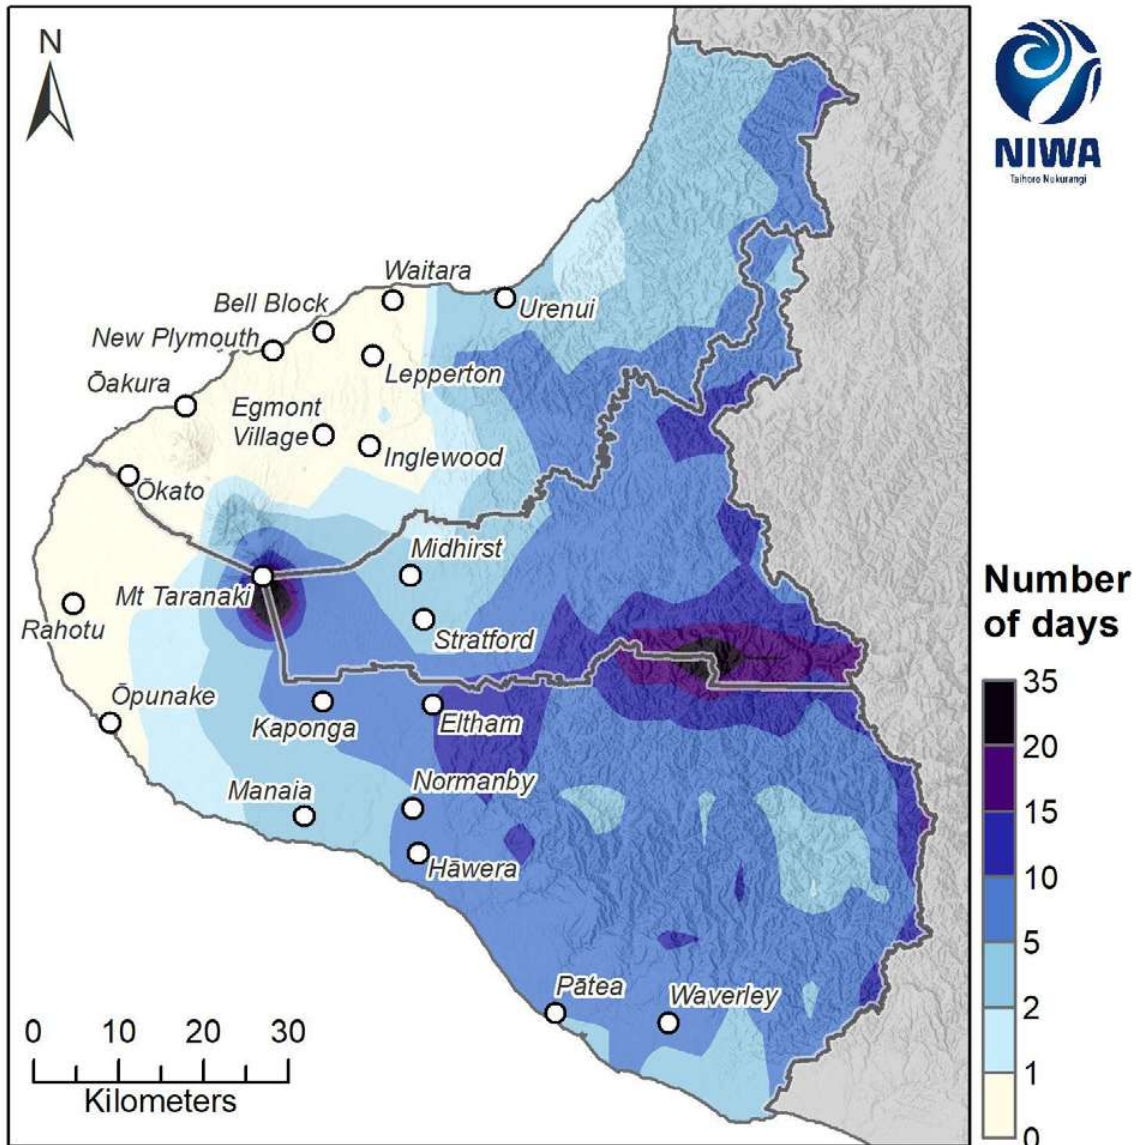 N
NIWA
Taihoro Nukurangi
Waitara
Bell Block
Urenui
New Plymouth
Lepperton
Ōakura
Egmont
Village
Inglewood
Ōkato
Midhirst
Mt Taranaki
Rahotu
Stratford
Ōpunake
Kaponga
Eltham
Manaia
Normanby
Hāwera
Pātea
Waverley
0 10 20 30
Kilometers
Number
of days
35
20
15
10
5
2
1
0